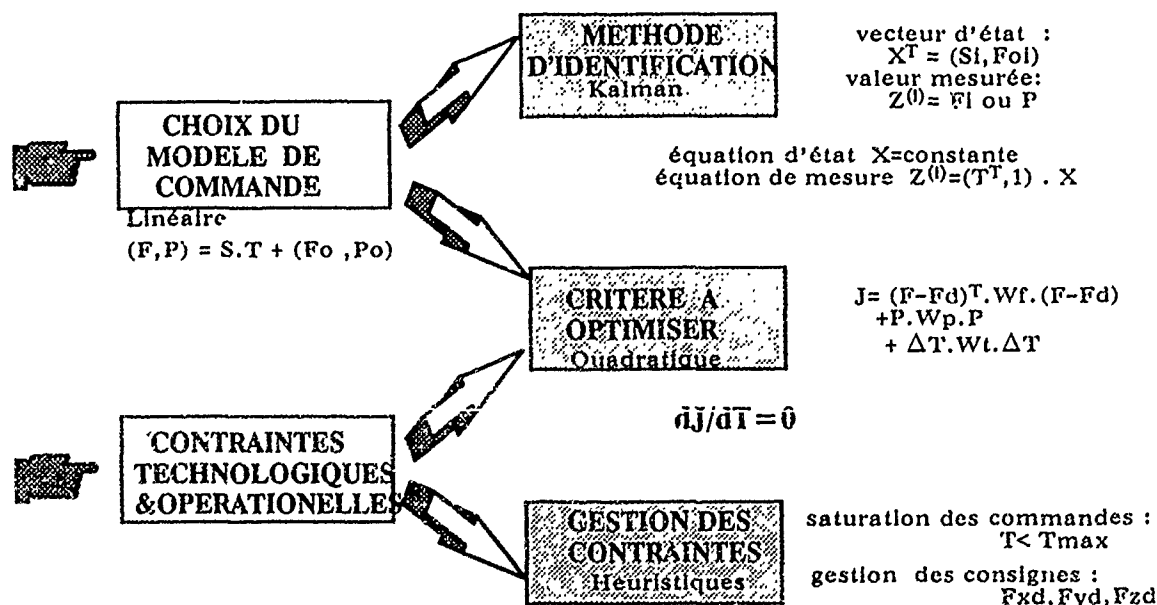 METHODE
D'IDENTIFICATION
Kalman
vecteur d'état :
X^T = (Si,Foi)
valeur mesurée:
Z(i)= Fi ou P
CHOIX DU
MODELE DE
COMMANDE
Linéaire
(F,P) = S.T + (Fo ,Po)
équation d'état X=constante
équation de mesure Z(i)=(T^T,1) . X
CRITERE A
OPTIMISER
Quadratique
J= (F-Fd)^T.Wf.(F-Fd)
+P.Wp.P
+ ΔT.Wt.ΔT
dJ/dT=0
CONTRAINTES
TECHNOLOGIQUES
&OPERATIONELLES
GESTION DES
CONTRAINTES
Heuristiques
saturation des commandes :
T< Tmax
gestion des consignes :
Fxd,Fyd,Fzd